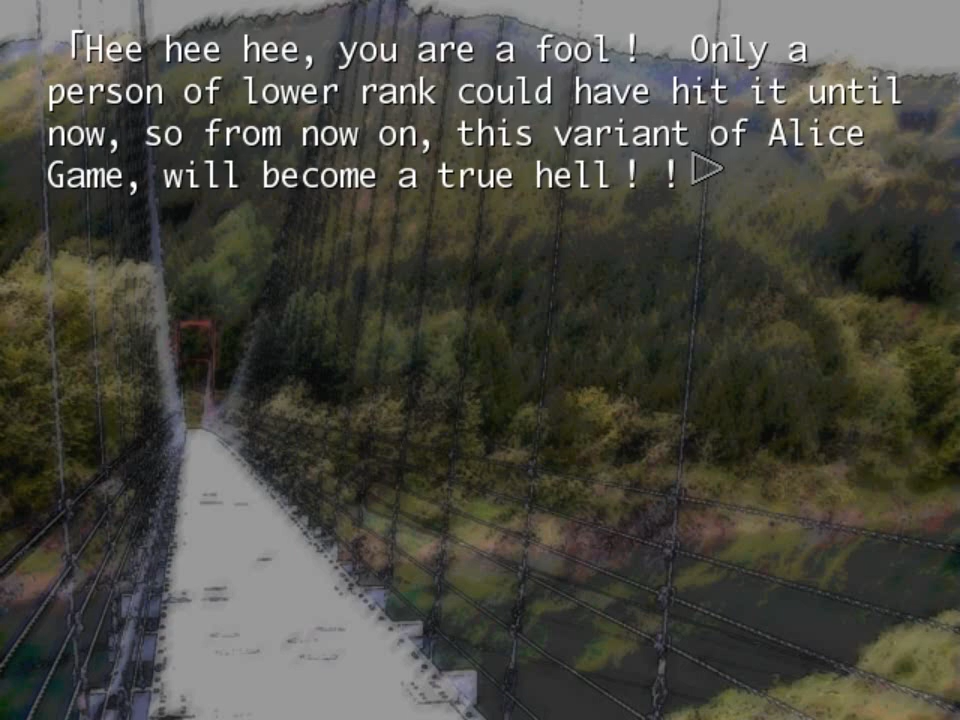 「Hee hee hee, you are a fool！ Only a
person of lower rank could have hit it until
now, so from now on, this variant of Alice
Game, will become a true hell！！